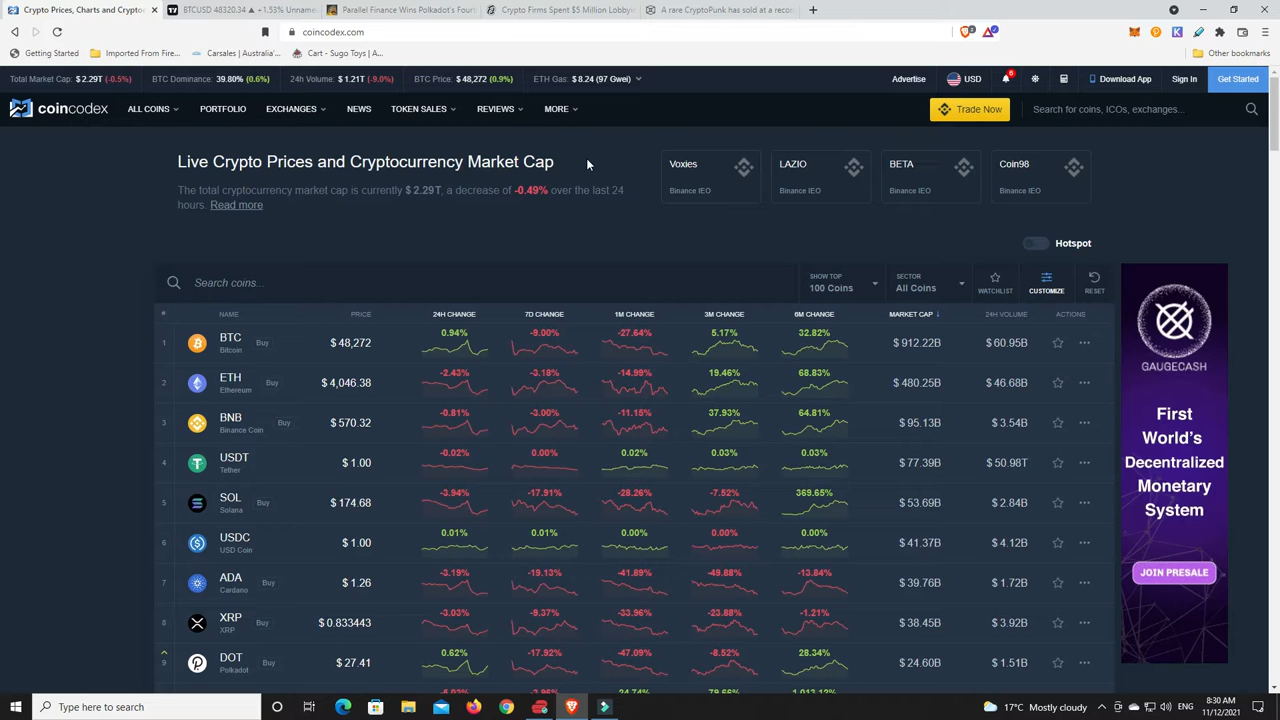 Crypto Prices, Charts and Cryptoc
BTCUSD 48320.34 ▲ +1.53% Unname
Parallel Finance Wins Polkadot's Fourt
Crypto Firms Spent $5 Million Lobbyin
A rare CryptoPunk has sold at a reco
coincodex.com
Getting Started
Imported From Fire...
Carsales | Australia'...
Cart - Sugo Toys | A...
Other bookmarks
Total Market Cap: $ 2.29T (-0.5%)
BTC Dominance: 39.80% (0.6%)
24h Volume: $ 1.21T (-9.0%)
BTC Price: $ 48,272 (0.9%)
ETH Gas: $ 8.24 (97 Gwei)
Advertise
USD
6
Download App
Sign In
Get Started
coincodex
ALL COINS
PORTFOLIO
EXCHANGES
NEWS
TOKEN SALES
REVIEWS
MORE
Trade Now
Search for coins, ICOs, exchanges...
Live Crypto Prices and Cryptocurrency Market Cap
The total cryptocurrency market cap is currently $ 2.29T, a decrease of -0.49% over the last 24
hours. Read more
Voxies
Binance IEO
LAZIO
Binance IEO
BETA
Binance IEO
Coin98
Binance IEO
Hotspot
Search coins...
SHOW TOP
100 Coins
SECTOR
All Coins
WATCHLIST
CUSTOMIZE
RESET
# NAME PRICE 24H CHANGE 7D CHANGE 1M CHANGE 3M CHANGE 6M CHANGE MARKET CAP ↓ 24H VOLUME ACTIONS
1 BTC Bitcoin Buy $ 48,272 0.94% -9.00% -27.64% 5.17% 32.82% $ 912.22B $ 60.95B
2 ETH Ethereum Buy $ 4,046.38 -2.43% -3.18% -14.99% 19.46% 68.83% $ 480.25B $ 46.68B
3 BNB Binance Coin Buy $ 570.32 -0.81% -3.00% -11.15% 37.93% 64.81% $ 95.13B $ 3.54B
4 USDT Tether $ 1.00 -0.02% 0.00% 0.02% 0.03% 0.03% $ 77.39B $ 50.98T
5 SOL Solana Buy $ 174.68 -3.94% -17.91% -28.26% -7.52% 369.65% $ 53.69B $ 2.84B
6 USDC USD Coin $ 1.00 0.01% 0.01% 0.00% 0.00% 0.00% $ 41.37B $ 4.12B
7 ADA Cardano Buy $ 1.26 -3.19% -19.13% -41.89% -49.88% -13.84% $ 39.76B $ 1.72B
8 XRP XRP Buy $ 0.833443 -3.03% -9.37% -33.96% -23.88% -1.21% $ 38.45B $ 3.92B
9 DOT Polkadot Buy $ 27.41 0.62% -17.92% -47.09% -8.52% 28.34% $ 24.60B $ 1.51B
GAUGECASH
First
World's
Decentralized
Monetary
System
JOIN PRESALE
Type here to search
17°C Mostly cloudy
ENG
8:30 AM
11/12/2021